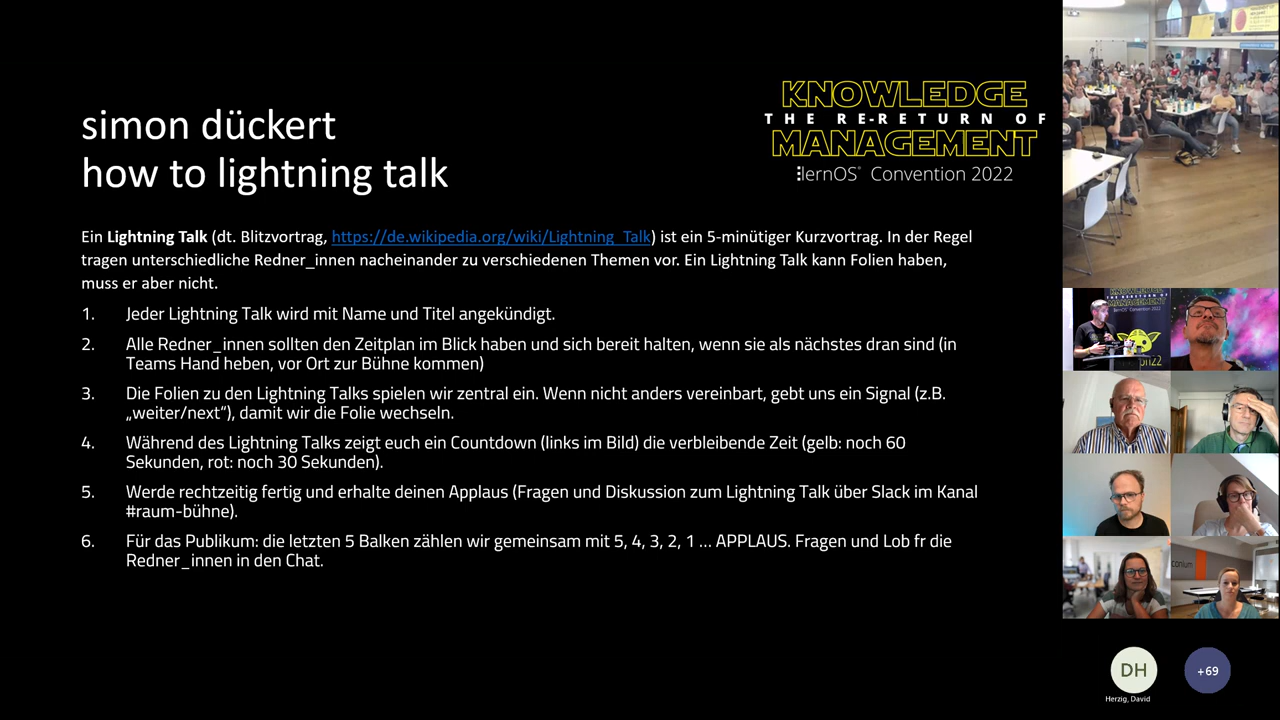 simon dückert
how to lightning talk
KNOWLEDGE
THE RE-RETURN OF
MANAGEMENT
lernOS® Convention 2022
Ein Lightning Talk (dt. Blitzvortrag, https://de.wikipedia.org/wiki/Lightning_Talk) ist ein 5-minütiger Kurzvortrag. In der Regel
tragen unterschiedliche Redner_innen nacheinander zu verschiedenen Themen vor. Ein Lightning Talk kann Folien haben,
muss er aber nicht.
1. Jeder Lightning Talk wird mit Name und Titel angekündigt.
2. Alle Redner_innen sollten den Zeitplan im Blick haben und sich bereit halten, wenn sie als nächstes dran sind (in
Teams Hand heben, vor Ort zur Bühne kommen)
3. Die Folien zu den Lightning Talks spielen wir zentral ein. Wenn nicht anders vereinbart, gebt uns ein Signal (z.B.
„weiter/next“), damit wir die Folie wechseln.
4. Während des Lightning Talks zeigt euch ein Countdown (links im Bild) die verbleibende Zeit (gelb: noch 60
Sekunden, rot: noch 30 Sekunden).
5. Werde rechtzeitig fertig und erhalte deinen Applaus (Fragen und Diskussion zum Lightning Talk über Slack im Kanal
#raum-bühne).
6. Für das Publikum: die letzten 5 Balken zählen wir gemeinsam mit 5, 4, 3, 2, 1 … APPLAUS. Fragen und Lob fr die
Redner_innen in den Chat.
KNOWLEDGE
THE RE-RETURN OF
MANAGEMENT
lernOS Convention 2022
DH
+69
Herzig, David